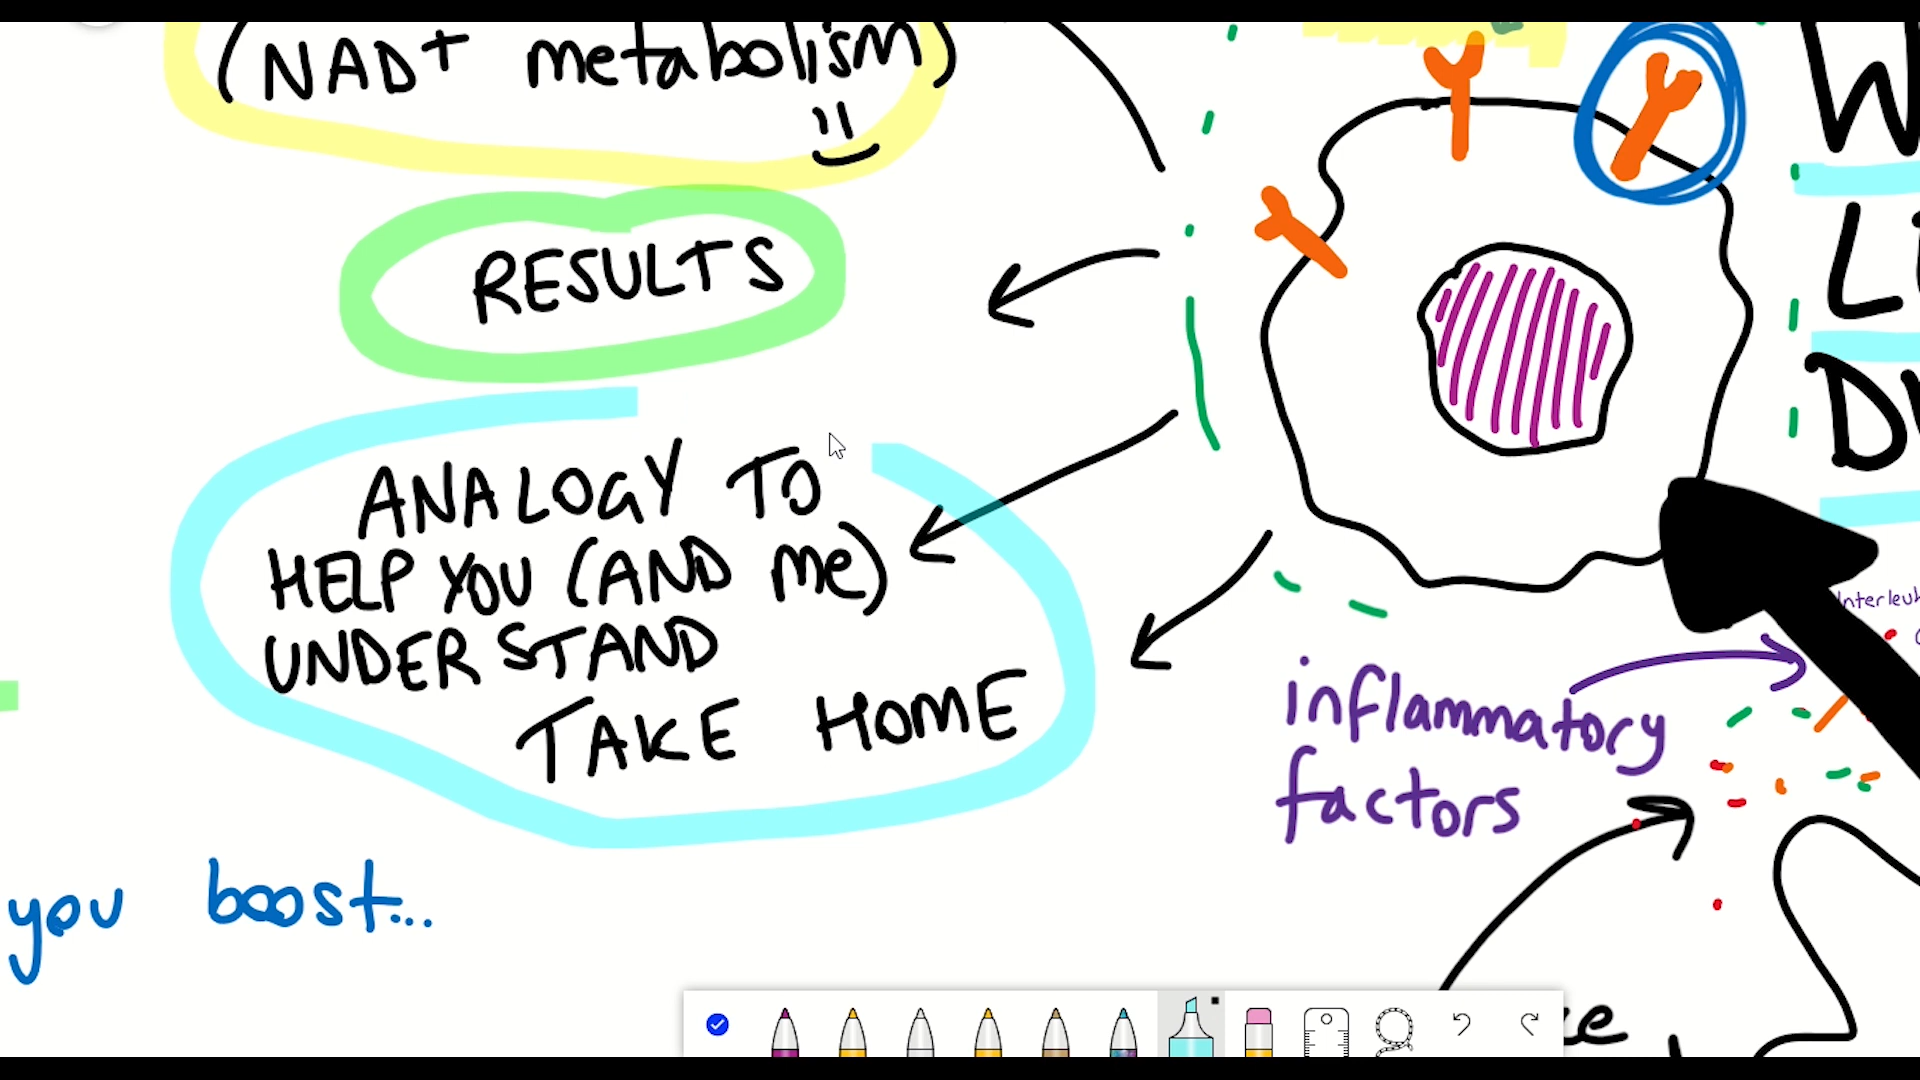 (NAD+ metabolism)
RESULTS
ANALOGY TO
HELP YOU (AND Me)
UNDERSTAND
TAKE HOME
you boost...
inflammatory
factors